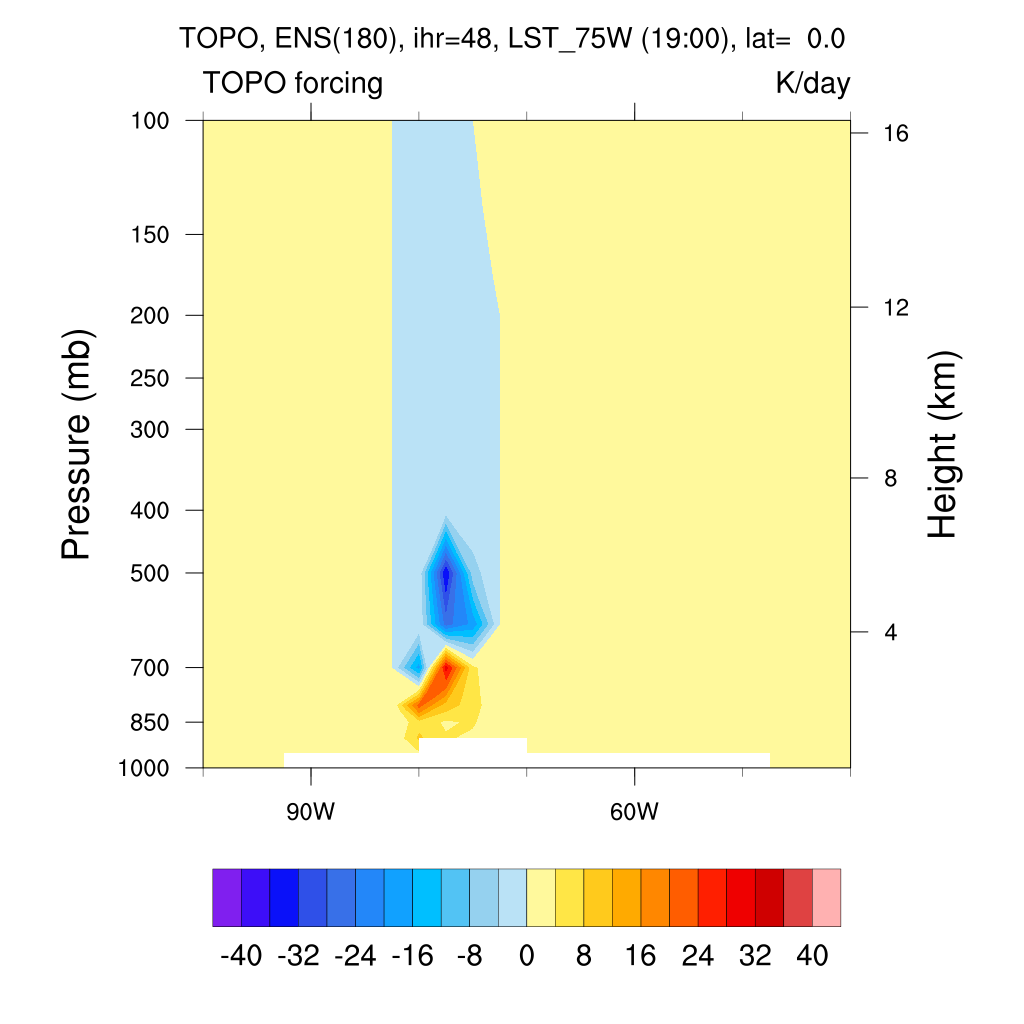 TOPO, ENS(180), ihr=48, LST_75W (19:00), lat=  0.0
TOPO forcing K/day
100
150
200
250
300
400
500
700
850
1000
Pressure (mb)
16
12
8
4
Height (km)
90W 60W
-40 -32 -24 -16 -8 0 8 16 24 32 40